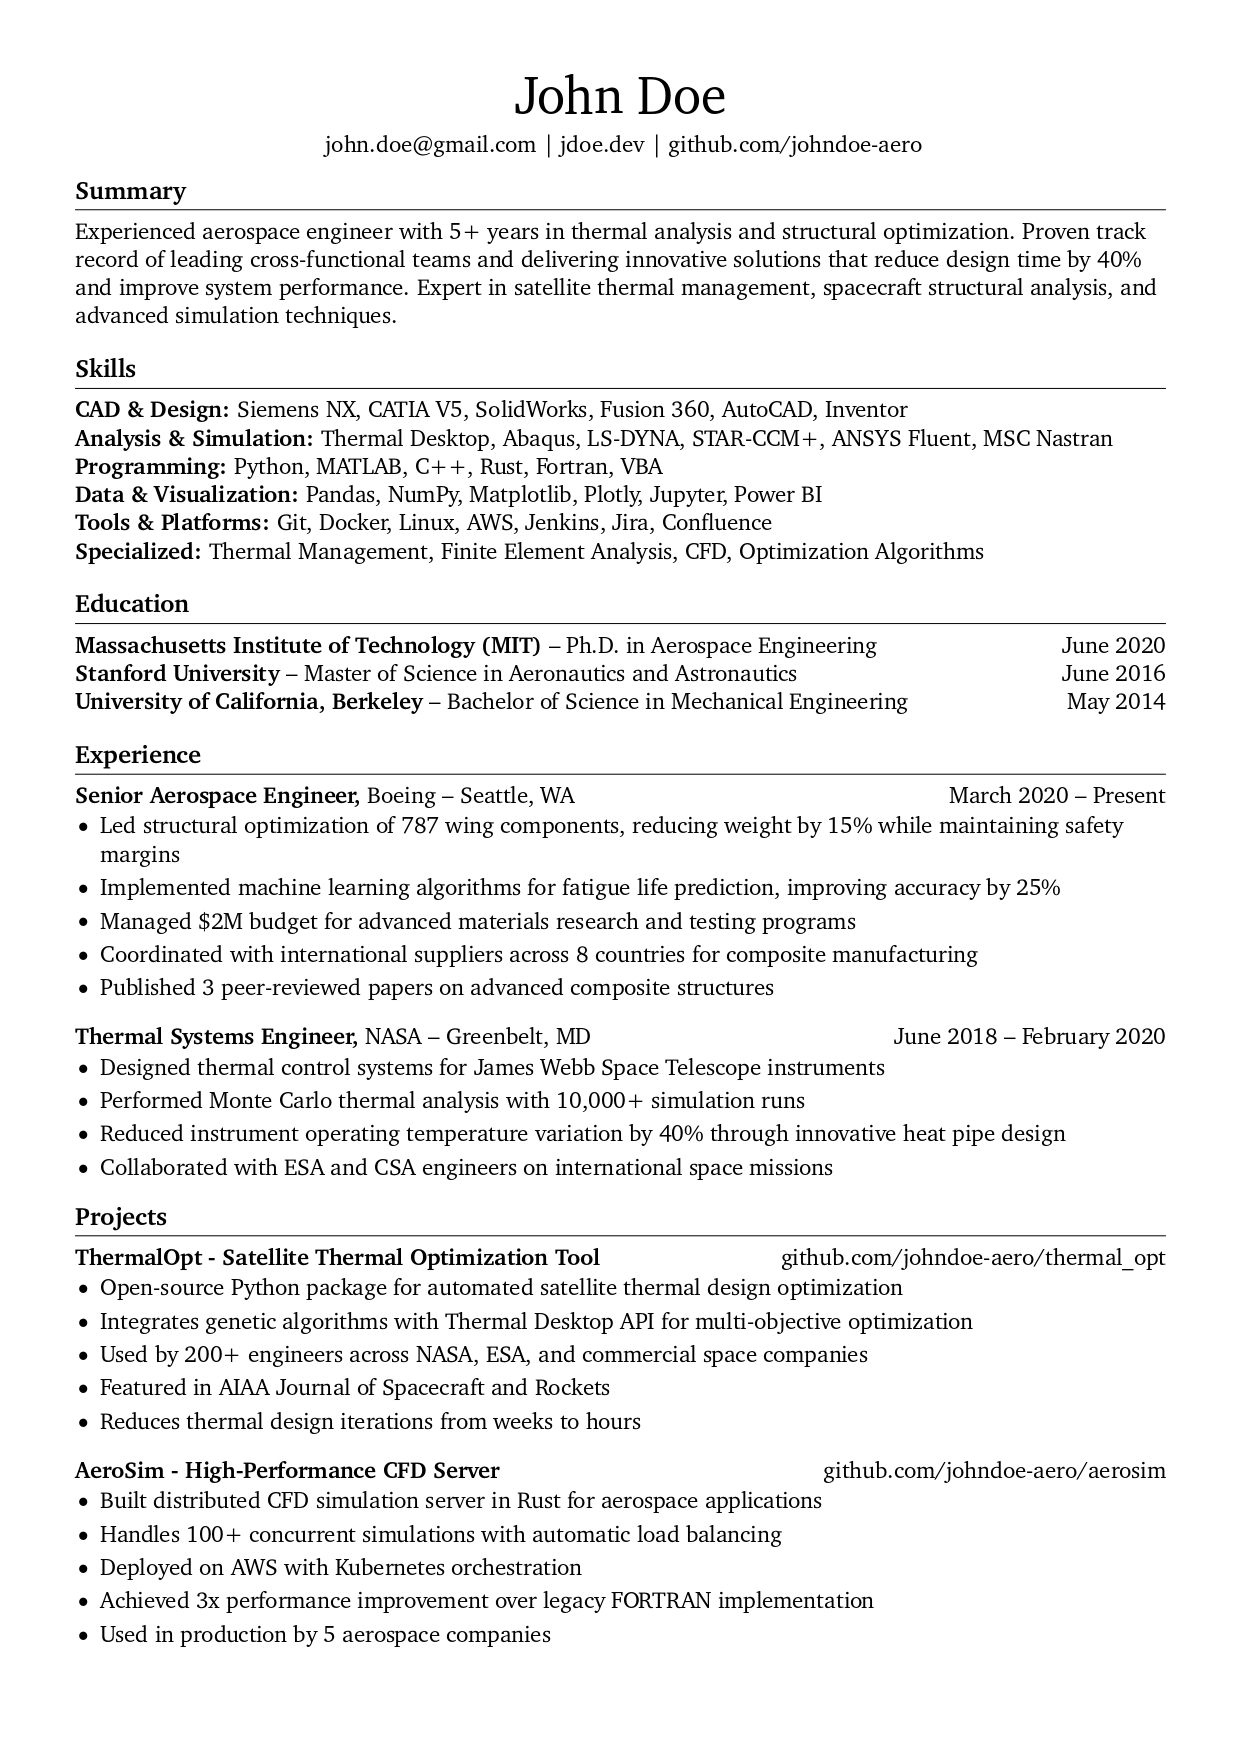 John Doe
john.doe@gmail.com | jdoe.dev | github.com/johndoe-aero
Summary
Experienced aerospace engineer with 5+ years in thermal analysis and structural optimization. Proven track
record of leading cross-functional teams and delivering innovative solutions that reduce design time by 40%
and improve system performance. Expert in satellite thermal management, spacecraft structural analysis, and
advanced simulation techniques.
Skills
CAD & Design: Siemens NX, CATIA V5, SolidWorks, Fusion 360, AutoCAD, Inventor
Analysis & Simulation: Thermal Desktop, Abaqus, LS-DYNA, STAR-CCM+, ANSYS Fluent, MSC Nastran
Programming: Python, MATLAB, C++, Rust, Fortran, VBA
Data & Visualization: Pandas, NumPy, Matplotlib, Plotly, Jupyter, Power BI
Tools & Platforms: Git, Docker, Linux, AWS, Jenkins, Jira, Confluence
Specialized: Thermal Management, Finite Element Analysis, CFD, Optimization Algorithms
Education
Massachusetts Institute of Technology (MIT) – Ph.D. in Aerospace Engineering June 2020
Stanford University – Master of Science in Aeronautics and Astronautics June 2016
University of California, Berkeley – Bachelor of Science in Mechanical Engineering May 2014
Experience
Senior Aerospace Engineer, Boeing – Seattle, WA March 2020 – Present
• Led structural optimization of 787 wing components, reducing weight by 15% while maintaining safety
margins
• Implemented machine learning algorithms for fatigue life prediction, improving accuracy by 25%
• Managed $2M budget for advanced materials research and testing programs
• Coordinated with international suppliers across 8 countries for composite manufacturing
• Published 3 peer-reviewed papers on advanced composite structures
Thermal Systems Engineer, NASA – Greenbelt, MD June 2018 – February 2020
• Designed thermal control systems for James Webb Space Telescope instruments
• Performed Monte Carlo thermal analysis with 10,000+ simulation runs
• Reduced instrument operating temperature variation by 40% through innovative heat pipe design
• Collaborated with ESA and CSA engineers on international space missions
Projects
ThermalOpt - Satellite Thermal Optimization Tool github.com/johndoe-aero/thermal_opt
• Open-source Python package for automated satellite thermal design optimization
• Integrates genetic algorithms with Thermal Desktop API for multi-objective optimization
• Used by 200+ engineers across NASA, ESA, and commercial space companies
• Featured in AIAA Journal of Spacecraft and Rockets
• Reduces thermal design iterations from weeks to hours
AeroSim - High-Performance CFD Server github.com/johndoe-aero/aerosim
• Built distributed CFD simulation server in Rust for aerospace applications
• Handles 100+ concurrent simulations with automatic load balancing
• Deployed on AWS with Kubernetes orchestration
• Achieved 3x performance improvement over legacy FORTRAN implementation
• Used in production by 5 aerospace companies